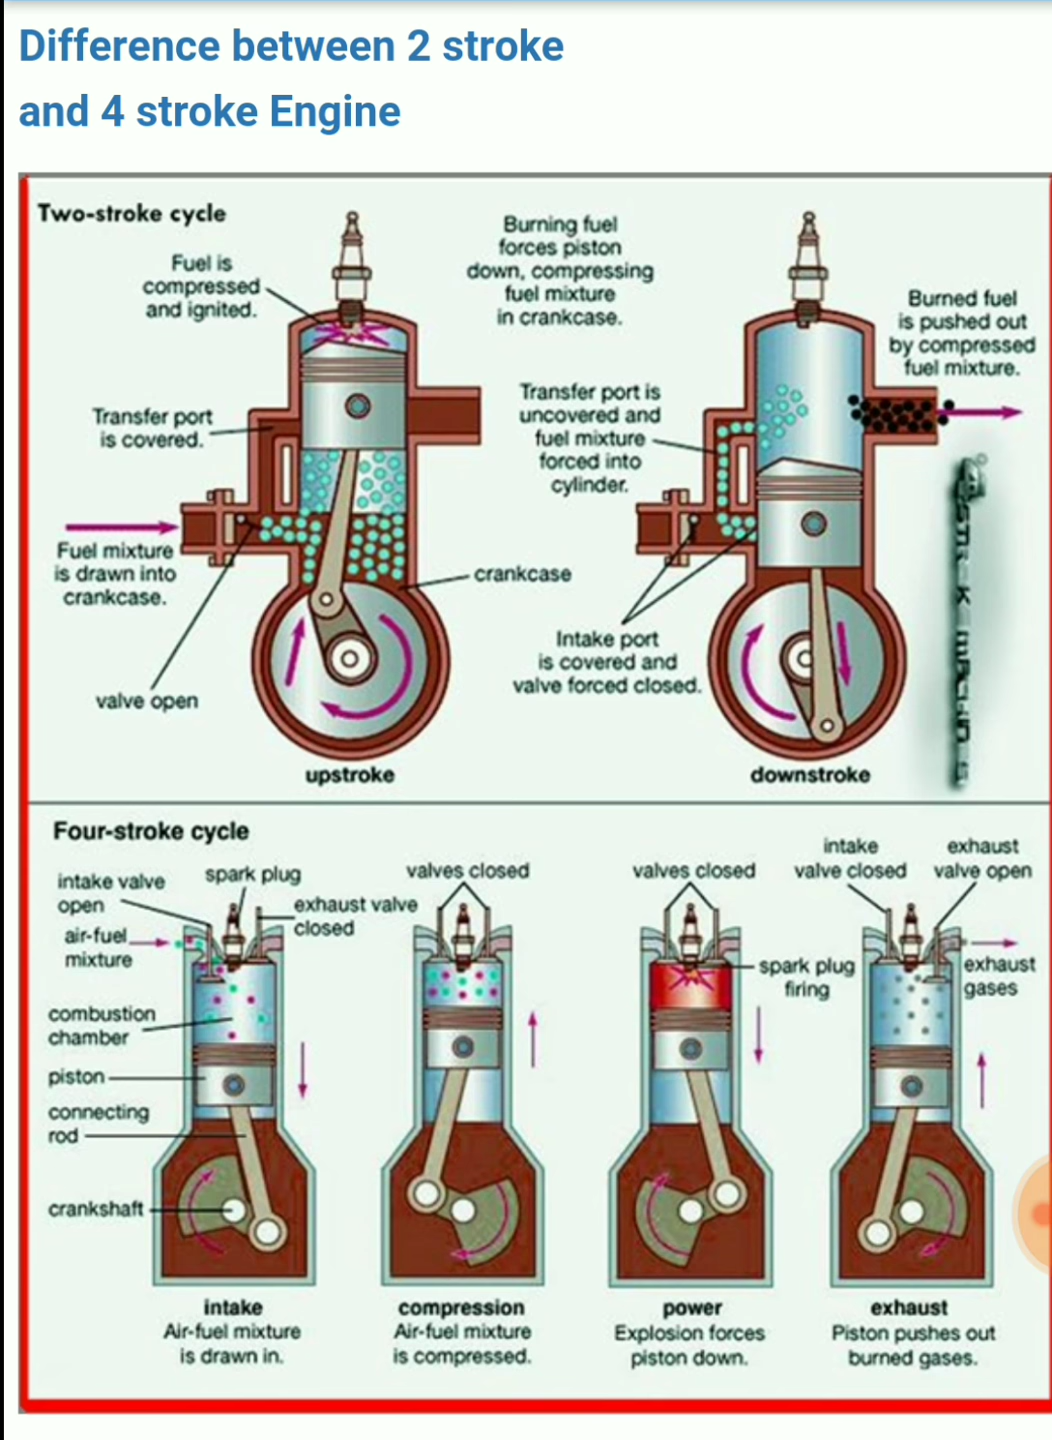 Difference between 2 stroke
and 4 stroke Engine
Two-stroke cycle
Fuel is
compressed
and ignited.
Burning fuel
forces piston
down, compressing
fuel mixture
in crankcase.
Burned fuel
is pushed out
by compressed
fuel mixture.
Transfer port
is covered.
Transfer port is
uncovered and
fuel mixture
forced into
cylinder.
Fuel mixture
is drawn into
crankcase.
crankcase
Intake port
is covered and
valve forced closed.
valve open
upstroke
downstroke
Four-stroke cycle
intake valve
open
spark plug
exhaust valve
closed
air-fuel
mixture
combustion
chamber
piston
connecting
rod
crankshaft
valves closed
valves closed
spark plug
firing
intake
valve closed
exhaust
valve open
exhaust
gases
intake
Air-fuel mixture
is drawn in.
compression
Air-fuel mixture
is compressed.
power
Explosion forces
piston down.
exhaust
Piston pushes out
burned gases.